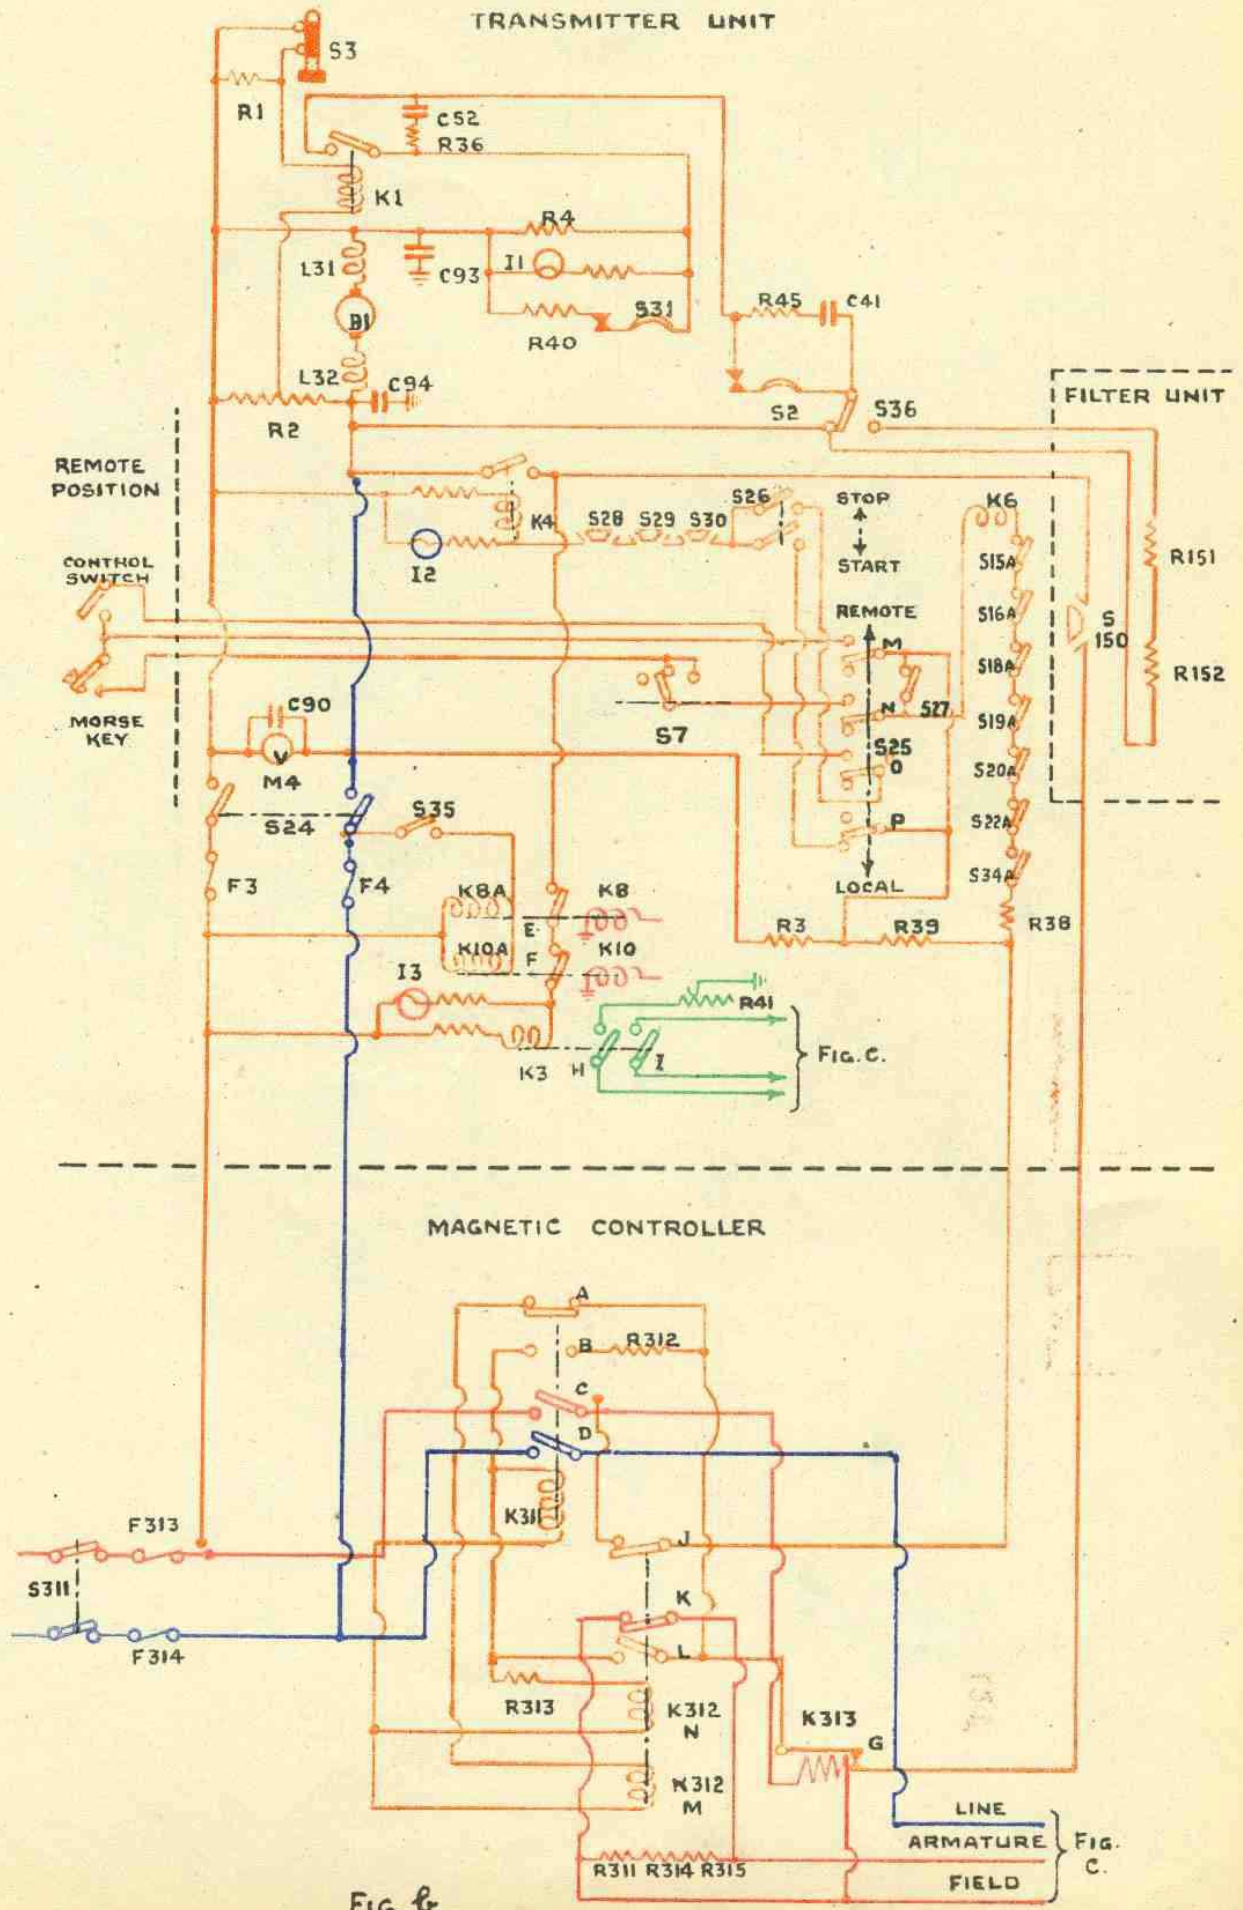 TRANSMITTER UNIT
S3
R1
C52
R36
K1
R4
L31
C93
I1
B1
R45
C41
S31
R40
L32
C94
S2
S36
FILTER UNIT
R2
REMOTE
POSITION
S26
STOP
K6
K4
S28
S29
S30
I2
START
S15A
R151
CONTROL
SWITCH
REMOTE
S16A
S
150
M
S18A
R152
MORSE
KEY
C90
S7
N
S27
S19A
V
M4
S25
O
S20A
S24
S35
P
S22A
F3
F4
K8A
K8
LOCAL
S34A
E
K10A
F
K10
R3
R39
R38
I3
R41
K3
H
I
FIG. C.
MAGNETIC CONTROLLER
A
B
R312
C
D
K311
F313
J
S311
K
F314
L
R313
K312
N
K313
G
K312
M
LINE
ARMATURE
FIG.
C.
R311 R314 R315
FIELD
FIG. b